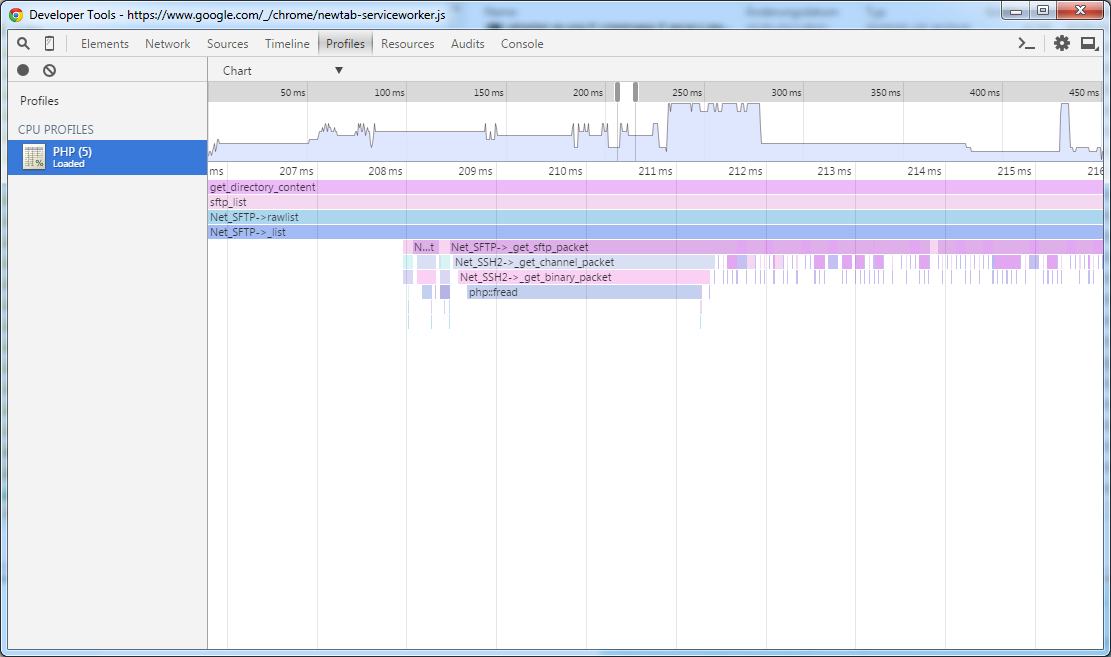 Developer Tools - https://www.google.com/_/chrome/newtab-serviceworker.js
Elements Network Sources Timeline Profiles Resources Audits Console
Chart ▼
Profiles
CPU PROFILES
PHP (5)
Loaded
50 ms 100 ms 150 ms 200 ms 250 ms 300 ms 350 ms 400 ms 450 ms
ms 207 ms 208 ms 209 ms 210 ms 211 ms 212 ms 213 ms 214 ms 215 ms 216
get_directory_content
sftp_list
Net_SFTP->rawlist
Net_SFTP->_list
N...t Net_SFTP->_get_sftp_packet
Net_SSH2->_get_channel_packet
Net_SSH2->_get_binary_packet
php::fread